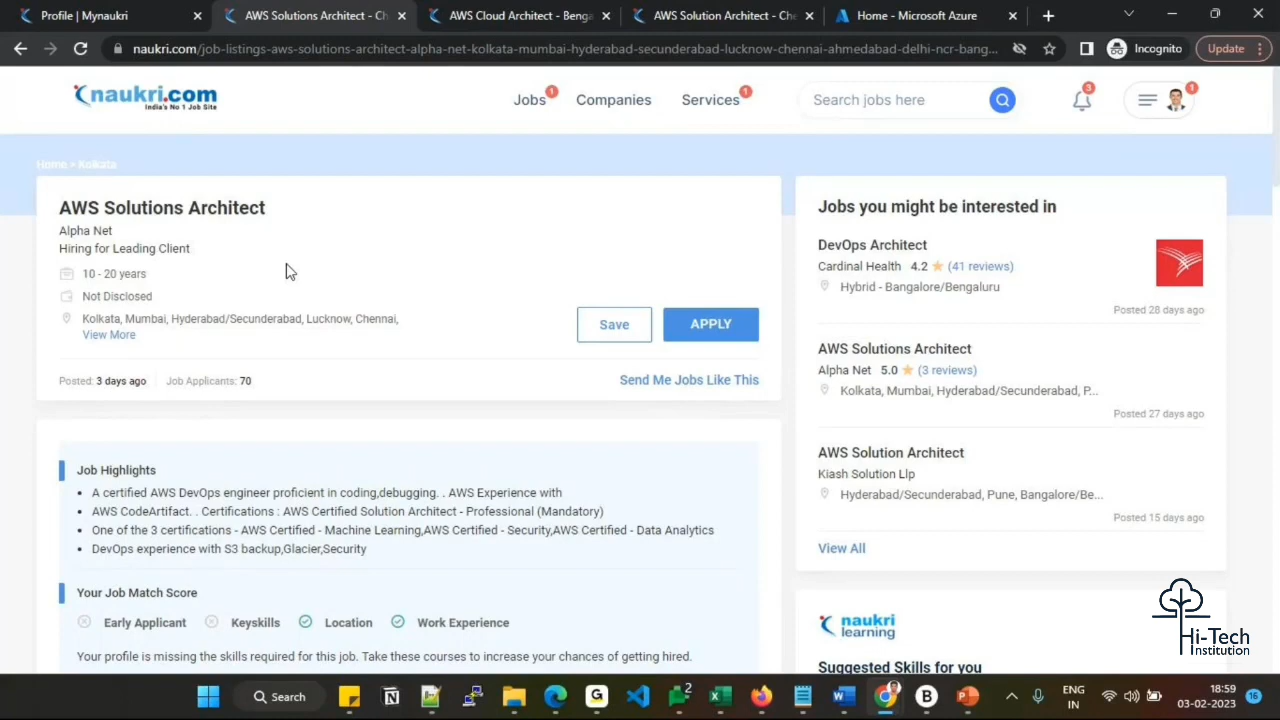 Profile | Mynaukri
AWS Solutions Architect - Ch
AWS Cloud Architect - Benga
AWS Solution Architect - Che
Home - Microsoft Azure
naukri.com/job-listings-aws-solutions-architect-alpha-net-kolkata-mumbai-hyderabad-secunderabad-lucknow-chennai-ahmedabad-delhi-ncr-bang...
Incognito
Update
naukri.com
India's No 1 Job Site
Jobs 1
Companies
Services 1
Search jobs here
3
1
Home > Kolkata
AWS Solutions Architect
Alpha Net
Hiring for Leading Client
10 - 20 years
Not Disclosed
Kolkata, Mumbai, Hyderabad/Secunderabad, Lucknow, Chennai,
View More
Save
APPLY
Posted: 3 days ago
Job Applicants: 70
Send Me Jobs Like This
Job Highlights
A certified AWS DevOps engineer proficient in coding,debugging. . AWS Experience with
AWS CodeArtifact. . Certifications : AWS Certified Solution Architect - Professional (Mandatory)
One of the 3 certifications - AWS Certified - Machine Learning,AWS Certified - Security,AWS Certified - Data Analytics
DevOps experience with S3 backup,Glacier,Security
Your Job Match Score
Early Applicant
Keyskills
Location
Work Experience
Your profile is missing the skills required for this job. Take these courses to increase your chances of getting hired.
Jobs you might be interested in
DevOps Architect
Cardinal Health 4.2 (41 reviews)
Hybrid - Bangalore/Bengaluru
Posted 28 days ago
AWS Solutions Architect
Alpha Net 5.0 (3 reviews)
Kolkata, Mumbai, Hyderabad/Secunderabad, P...
Posted 27 days ago
AWS Solution Architect
Kiash Solution Llp
Hyderabad/Secunderabad, Pune, Bangalore/Be...
Posted 15 days ago
View All
naukri
learning
Suggested Skills for you
Hi-Tech
Institution
Search
2
ENG
IN
18:59
03-02-2023
16